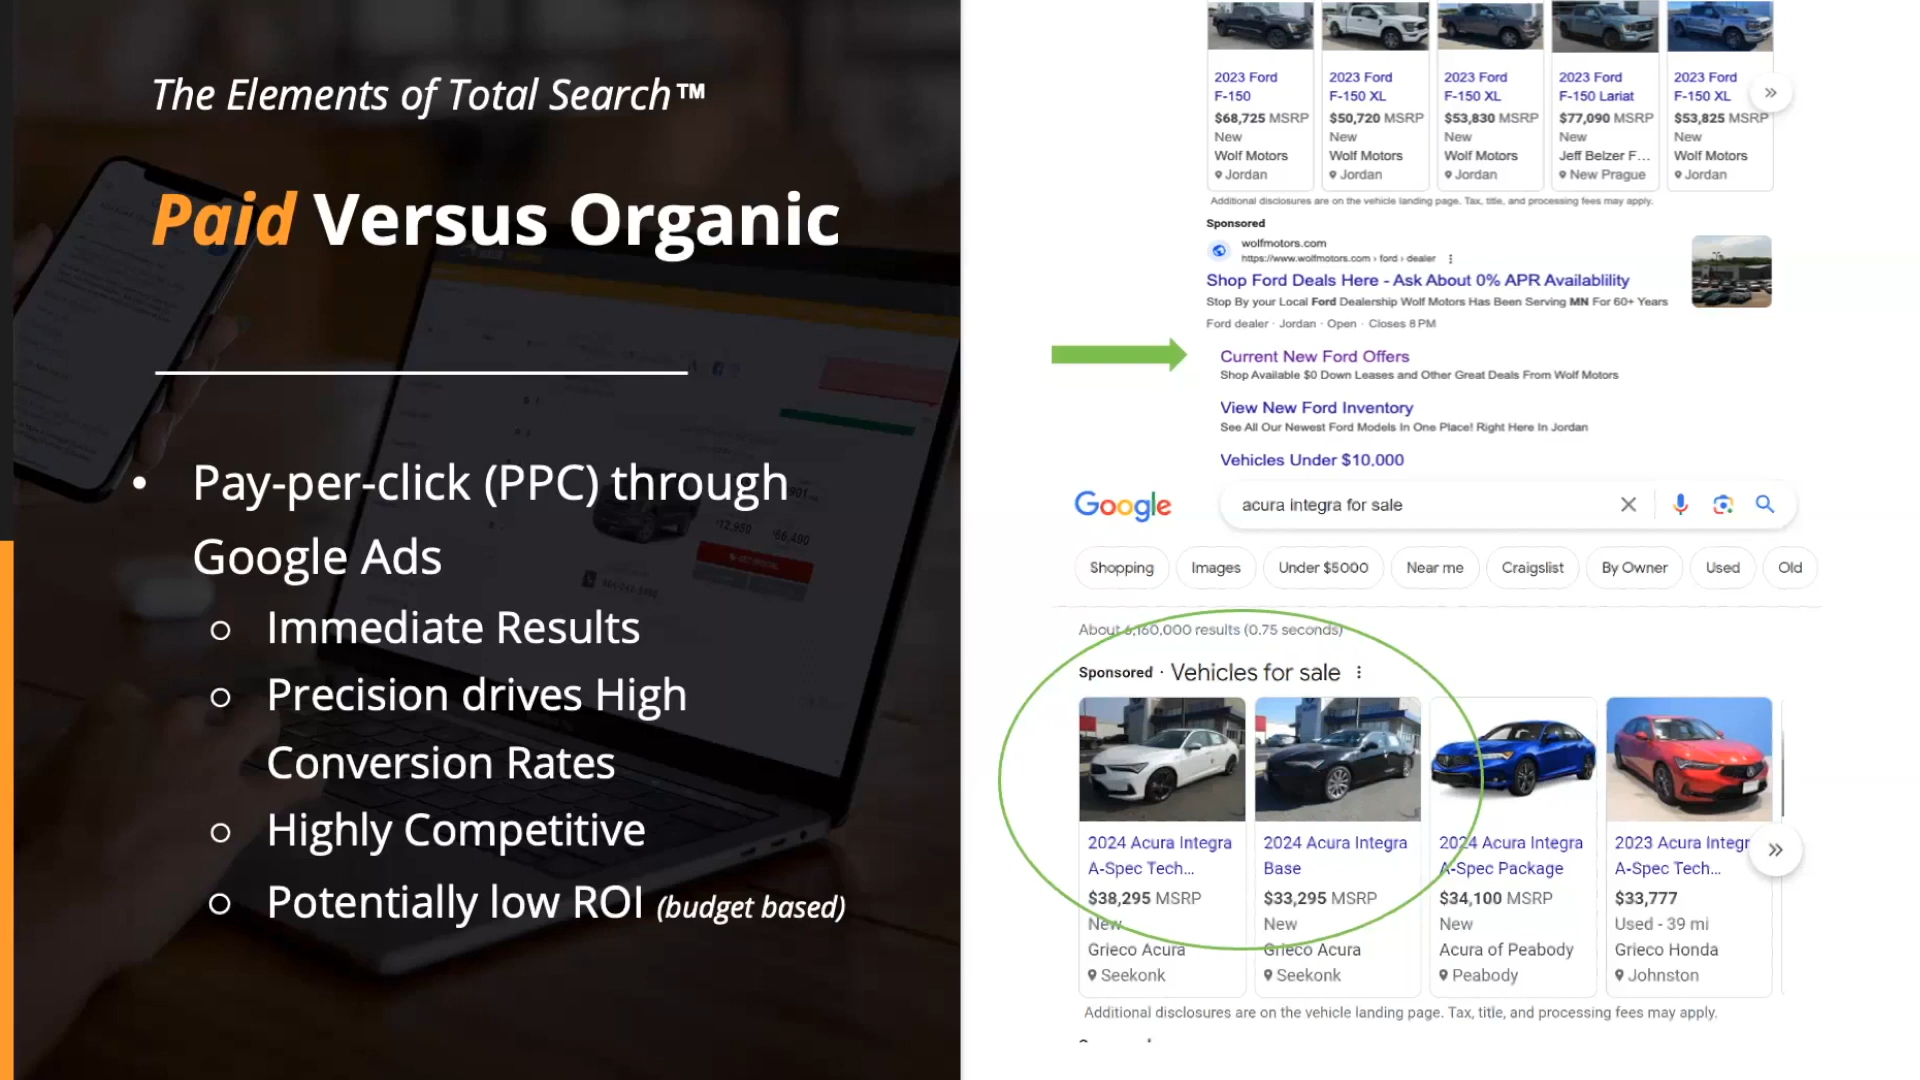 The Elements of Total Search™
Paid Versus Organic
• Pay-per-click (PPC) through
Google Ads
○ Immediate Results
○ Precision drives High
Conversion Rates
○ Highly Competitive
○ Potentially low ROI (budget based)
2023 Ford
F-150
$68,725 MSRP
New
Wolf Motors
Jordan
2023 Ford
F-150 XL
$50,720 MSRP
New
Wolf Motors
Jordan
2023 Ford
F-150 XL
$53,830 MSRP
New
Wolf Motors
Jordan
2023 Ford
F-150 Lariat
$77,090 MSRP
New
Jeff Belzer F...
New Prague
2023 Ford
F-150 XL
$53,825 MSRP
New
Wolf Motors
Jordan
Additional disclosures are on the vehicle landing page. Tax, title, and processing fees may apply.
Sponsored
wolfmotors.com
https://www.wolfmotors.com › ford › dealer
Shop Ford Deals Here - Ask About 0% APR Availablility
Stop By your Local Ford Dealership Wolf Motors Has Been Serving MN For 60+ Years
Ford dealer · Jordan · Open · Closes 8 PM
Current New Ford Offers
Shop Available $0 Down Leases and Other Great Deals From Wolf Motors
View New Ford Inventory
See All Our Newest Ford Models In One Place! Right Here In Jordan
Vehicles Under $10,000
Google
acura integra for sale
Shopping Images Under $5000 Near me Craigslist By Owner Used Old
About 6,160,000 results (0.75 seconds)
Sponsored · Vehicles for sale
2024 Acura Integra
A-Spec Tech...
$38,295 MSRP
New
Grieco Acura
Seekonk
2024 Acura Integra
Base
$33,295 MSRP
New
Grieco Acura
Seekonk
2024 Acura Integra
A-Spec Package
$34,100 MSRP
New
Acura of Peabody
Peabody
2023 Acura Integr
A-Spec Tech...
$33,777
Used - 39 mi
Grieco Honda
Johnston
Additional disclosures are on the vehicle landing page. Tax, title, and processing fees may apply.